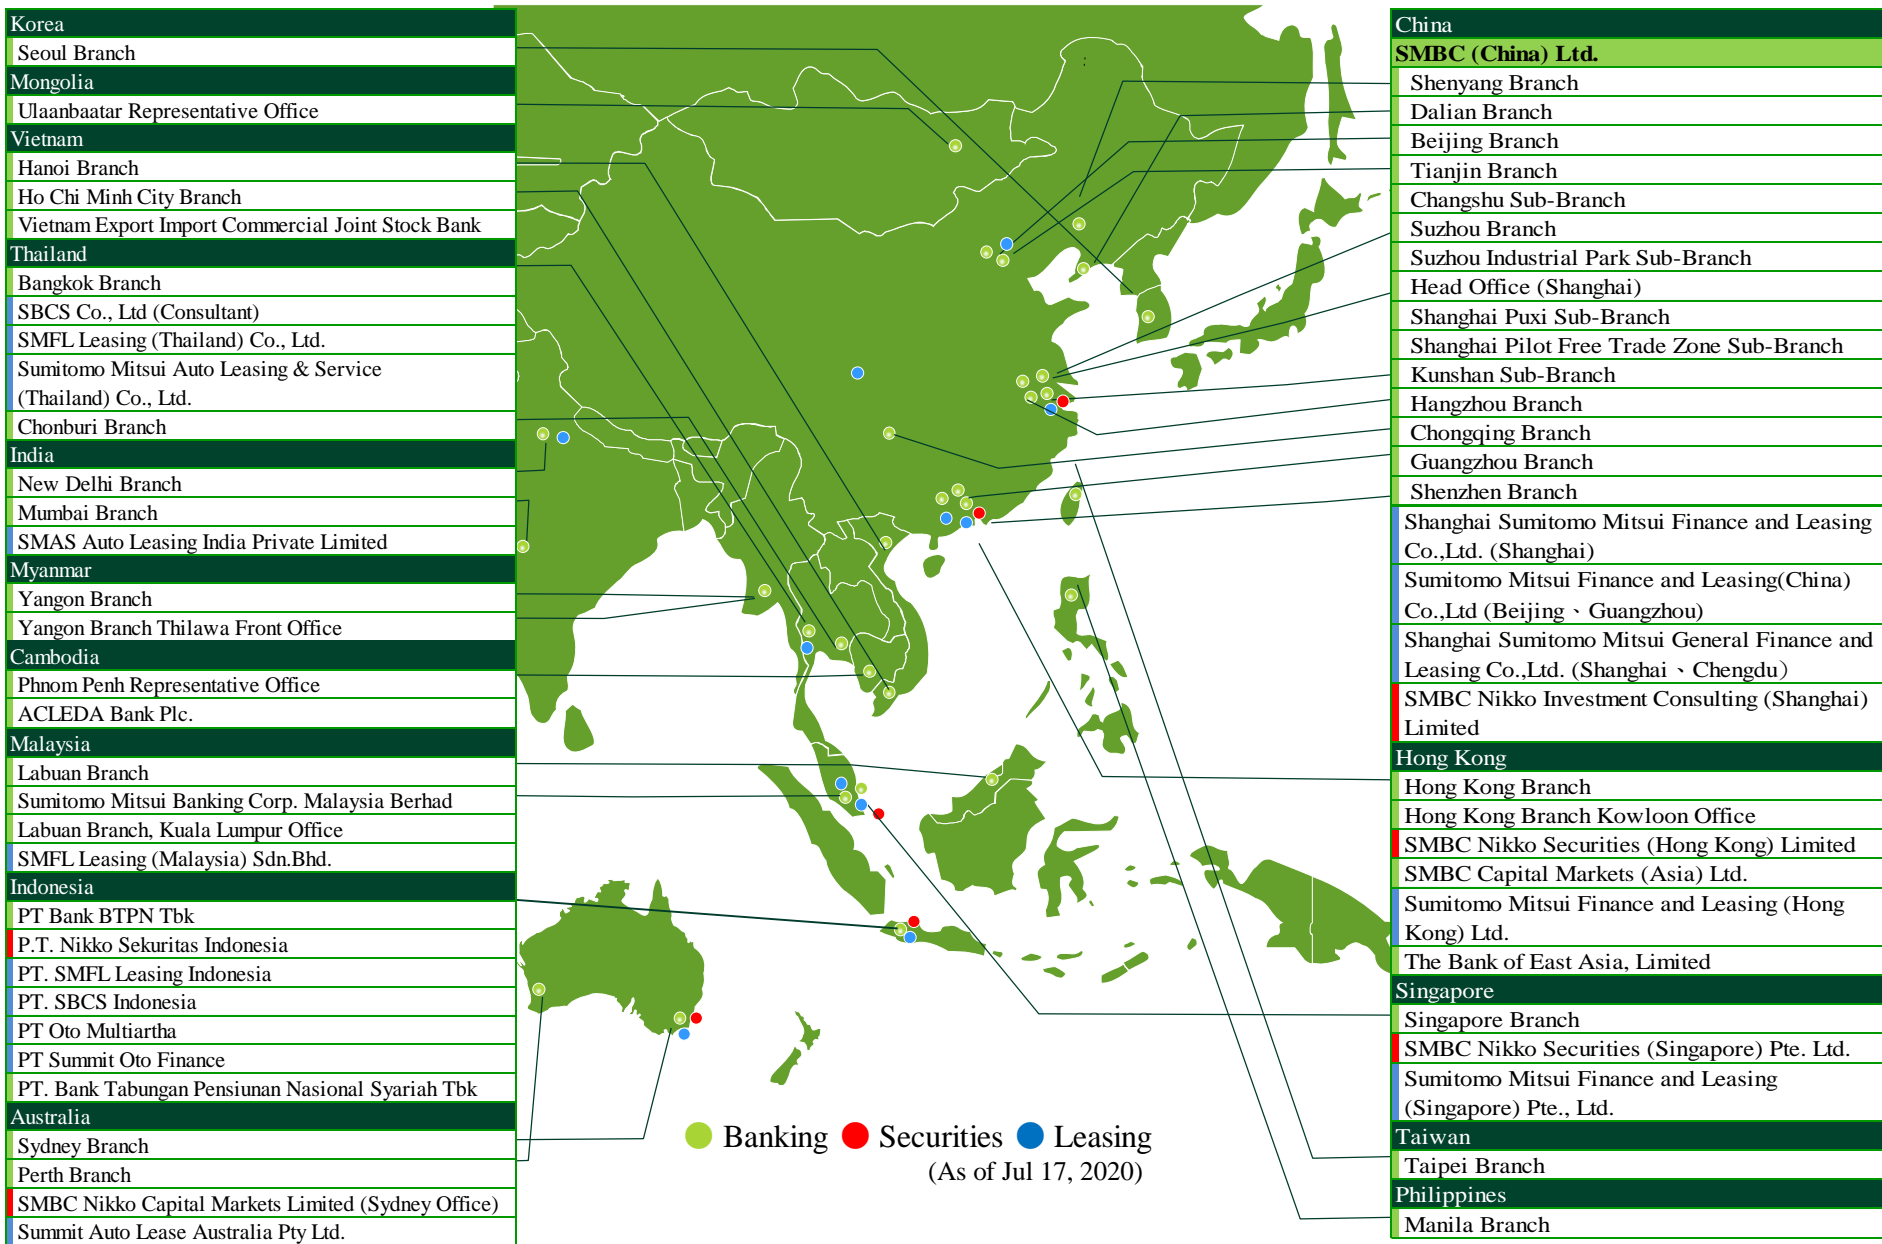 Korea
Seoul Branch
Mongolia
Ulaanbaatar Representative Office
Vietnam
Hanoi Branch
Ho Chi Minh City Branch
Vietnam Export Import Commercial Joint Stock Bank
Thailand
Bangkok Branch
SBCS Co., Ltd (Consultant)
SMFL Leasing (Thailand) Co., Ltd.
Sumitomo Mitsui Auto Leasing & Service
(Thailand) Co., Ltd.
Chonburi Branch
India
New Delhi Branch
Mumbai Branch
SMAS Auto Leasing India Private Limited
Myanmar
Yangon Branch
Yangon Branch Thilawa Front Office
Cambodia
Phnom Penh Representative Office
ACLEDA Bank Plc.
Malaysia
Labuan Branch
Sumitomo Mitsui Banking Corp. Malaysia Berhad
Labuan Branch, Kuala Lumpur Office
SMFL Leasing (Malaysia) Sdn.Bhd.
Indonesia
PT Bank BTPN Tbk
P.T. Nikko Sekuritas Indonesia
PT. SMFL Leasing Indonesia
PT. SBCS Indonesia
PT Oto Multiartha
PT Summit Oto Finance
PT. Bank Tabungan Pensiunan Nasional Syariah Tbk
Australia
Sydney Branch
Perth Branch
SMBC Nikko Capital Markets Limited (Sydney Office)
Summit Auto Lease Australia Pty Ltd.
Banking Securities Leasing
(As of Jul 17, 2020)
China
SMBC (China) Ltd.
Shenyang Branch
Dalian Branch
Beijing Branch
Tianjin Branch
Changshu Sub-Branch
Suzhou Branch
Suzhou Industrial Park Sub-Branch
Head Office (Shanghai)
Shanghai Puxi Sub-Branch
Shanghai Pilot Free Trade Zone Sub-Branch
Kunshan Sub-Branch
Hangzhou Branch
Chongqing Branch
Guangzhou Branch
Shenzhen Branch
Shanghai Sumitomo Mitsui Finance and Leasing
Co.,Ltd. (Shanghai)
Sumitomo Mitsui Finance and Leasing(China)
Co.,Ltd (Beijing、Guangzhou)
Shanghai Sumitomo Mitsui General Finance and
Leasing Co.,Ltd. (Shanghai、Chengdu）
SMBC Nikko Investment Consulting (Shanghai)
Limited
Hong Kong
Hong Kong Branch
Hong Kong Branch Kowloon Office
SMBC Nikko Securities (Hong Kong) Limited
SMBC Capital Markets (Asia) Ltd.
Sumitomo Mitsui Finance and Leasing (Hong
Kong) Ltd.
The Bank of East Asia, Limited
Singapore
Singapore Branch
SMBC Nikko Securities (Singapore) Pte. Ltd.
Sumitomo Mitsui Finance and Leasing
(Singapore) Pte., Ltd.
Taiwan
Taipei Branch
Philippines
Manila Branch